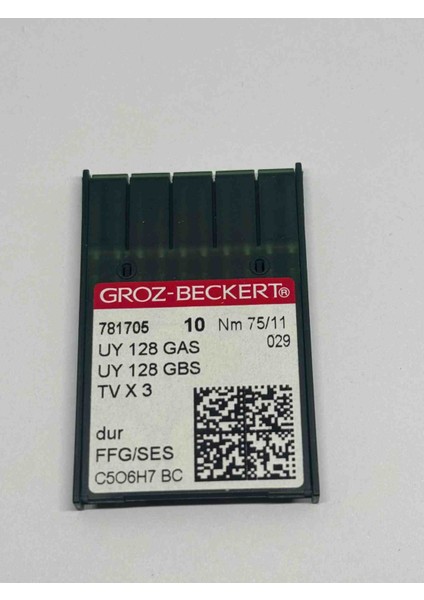 GROZ-BECKERT®
781705 10 Nm 75/11
029
UY 128 GAS
UY 128 GBS
TV X 3
dur
FFG/SES
C5O6H7 BC